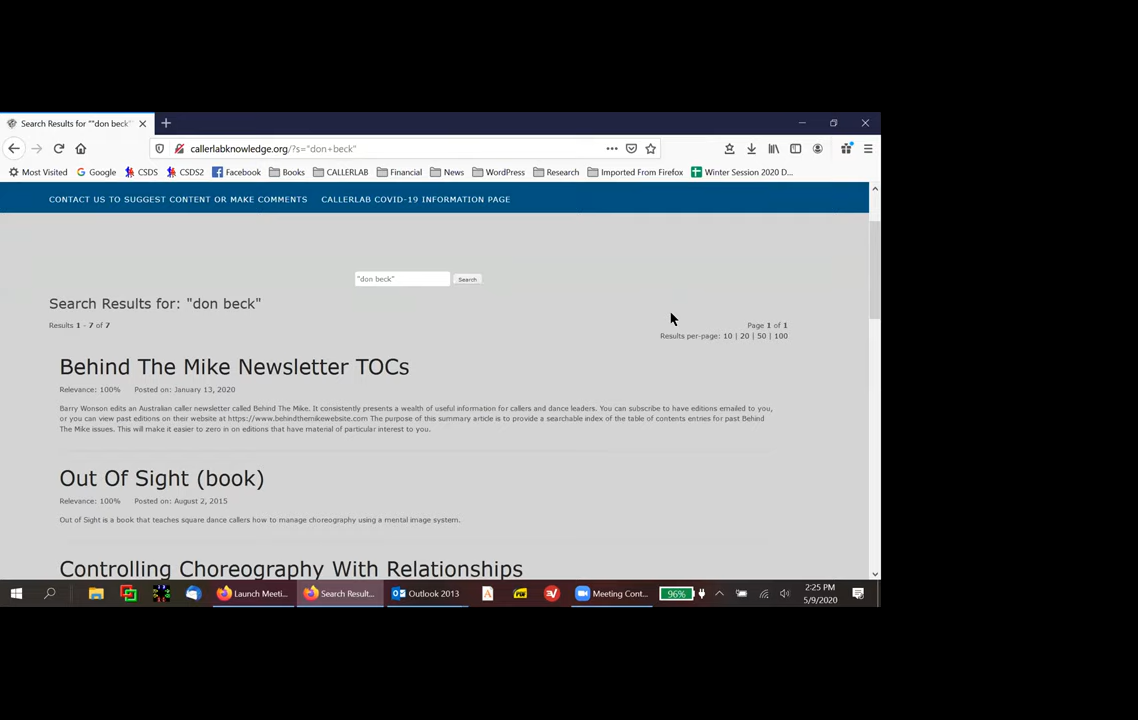 Search Results for ""don beck"
callerlabknowledge.org/?s="don+beck"
Most Visited Google CSDS CSDS2 Facebook Books CALLERLAB Financial News WordPress Research Imported From Firefox Winter Session 2020 D...
CONTACT US TO SUGGEST CONTENT OR MAKE COMMENTS CALLERLAB COVID-19 INFORMATION PAGE
"don beck" Search
Search Results for: "don beck"
Results 1 - 7 of 7 Page 1 of 1
Results per-page: 10 | 20 | 50 | 100
Behind The Mike Newsletter TOCs
Relevance: 100% Posted on: January 13, 2020
Barry Wonson edits an Australian caller newsletter called Behind The Mike. It consistently presents a wealth of useful information for callers and dance leaders. You can subscribe to have editions emailed to you,
or you can view past editions on their website at https://www.behindthemikewebsite.com The purpose of this summary article is to provide a searchable index of the table of contents entries for past Behind
The Mike issues. This will make it easier to zero in on editions that have material of particular interest to you.
Out Of Sight (book)
Relevance: 100% Posted on: August 2, 2015
Out of Sight is a book that teaches square dance callers how to manage choreography using a mental image system.
Controlling Choreography With Relationships
Launch Meeti... Search Result... Outlook 2013 Meeting Cont... 96% 2:25 PM
5/9/2020